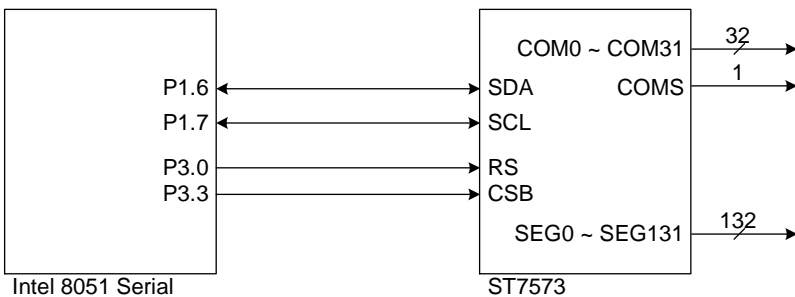 COM0 ~ COM31 32
P1.6 SDA COMS 1
P1.7 SCL
P3.0 RS
P3.3 CSB
SEG0 ~ SEG131 132
Intel 8051 Serial ST7573